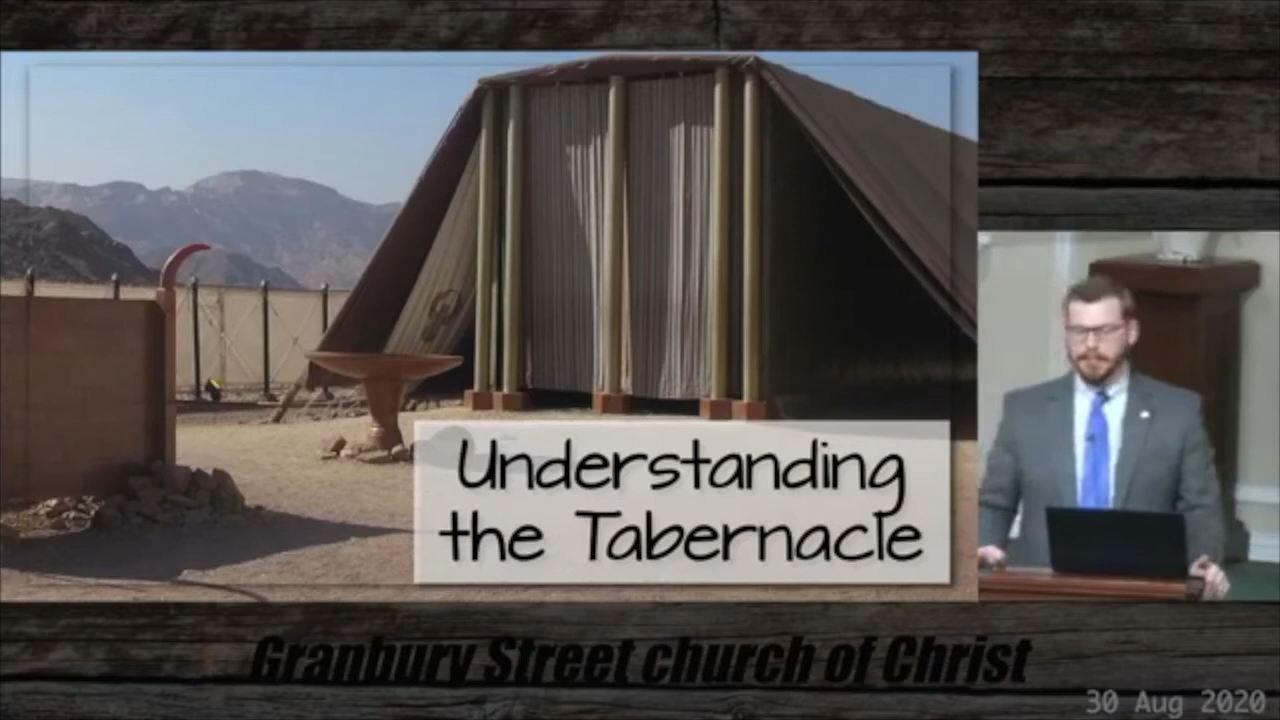 Understanding
the Tabernacle
Granbury Street church of Christ
30 Aug 2020